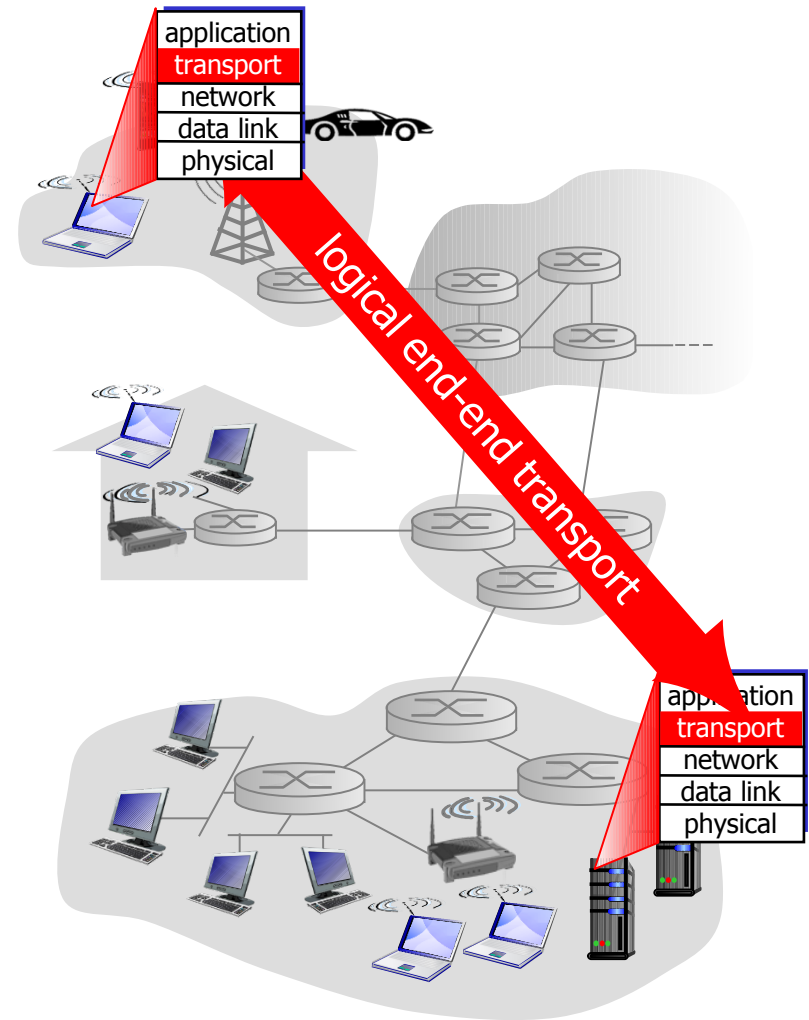 application
transport
network
data link
physical
logical end-end transport
application
transport
network
data link
physical